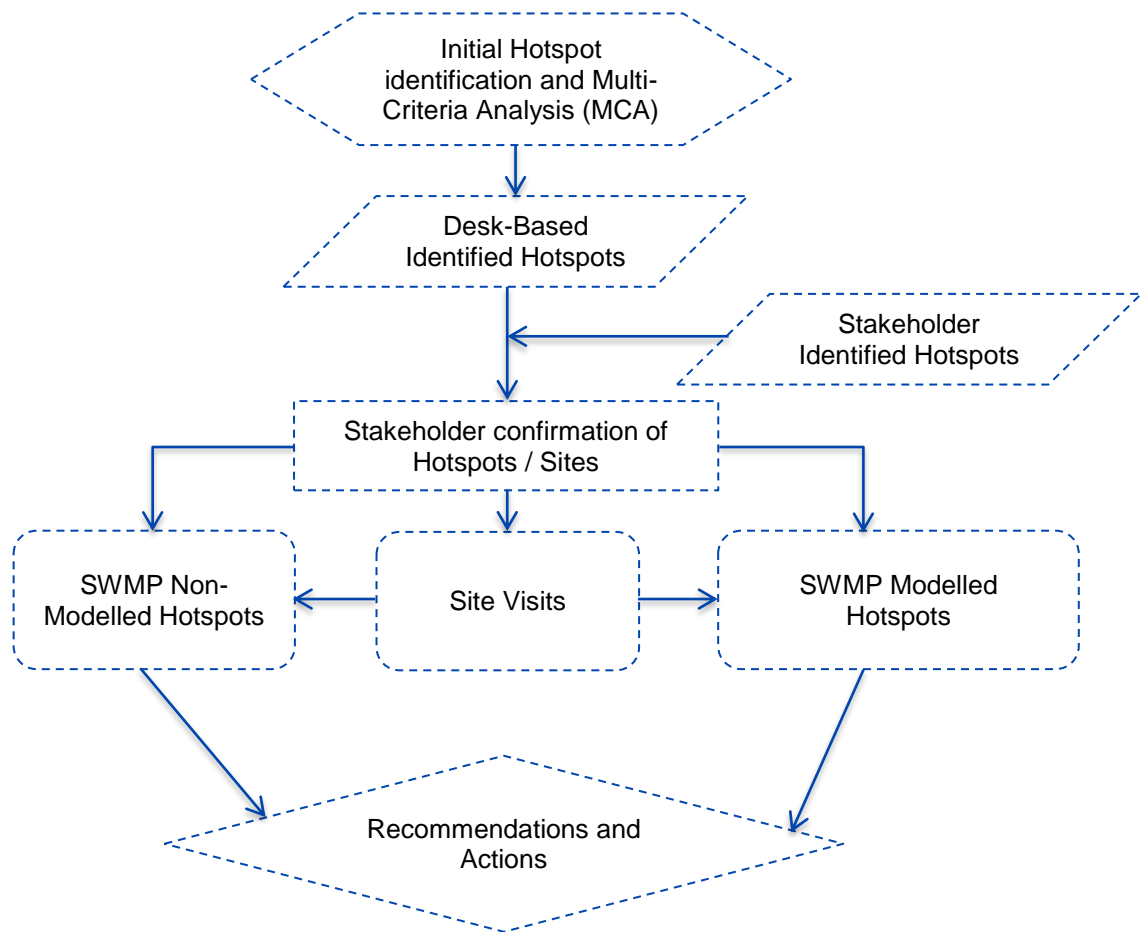 Initial Hotspot
identification and Multi-
Criteria Analysis (MCA)
Desk-Based
Identified Hotspots
Stakeholder
Identified Hotspots
Stakeholder confirmation of
Hotspots / Sites
SWMP Non-
Modelled Hotspots
Site Visits
SWMP Modelled
Hotspots
Recommendations and
Actions